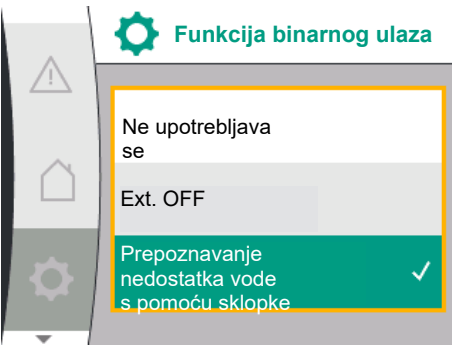 Funkcija binarnog ulaza
Ne upotrebljava
se
Ext. OFF
Prepoznavanje
nedostatka vode
s pomoću sklopke